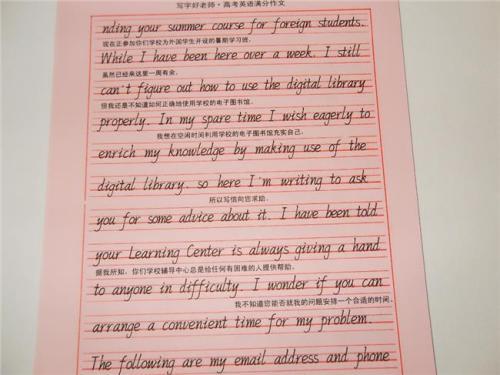 写字好老师·高考英语满分作文
nding your summer course for foreign students.
现在正参加你们学校为外国学生开设的暑期学习班.
While I have been here over a week, I still
虽然已经来这里一周有余,
can't figure out how to use the digital library
但我还是不知道如何正确地使用学校的电子图书馆.
properly. In my spare time I wish eagerly to
我想在空闲时间利用学校的电子图书馆充实自己.
enrich my knowledge by making use of the
digital library. so here I'm writing to ask
所以写信向您求助.
you for some advice about it. I have been told
your Learning Center is always giving a hand
据我所知, 你们学校辅导中心总是给任何有困难的人提供帮助.
to anyone in difficulty. I wonder if you can
我不知道您能否就我的问题安排一个合适的时间.
arrange a convenient time for my problem.
The following are my email address and phone